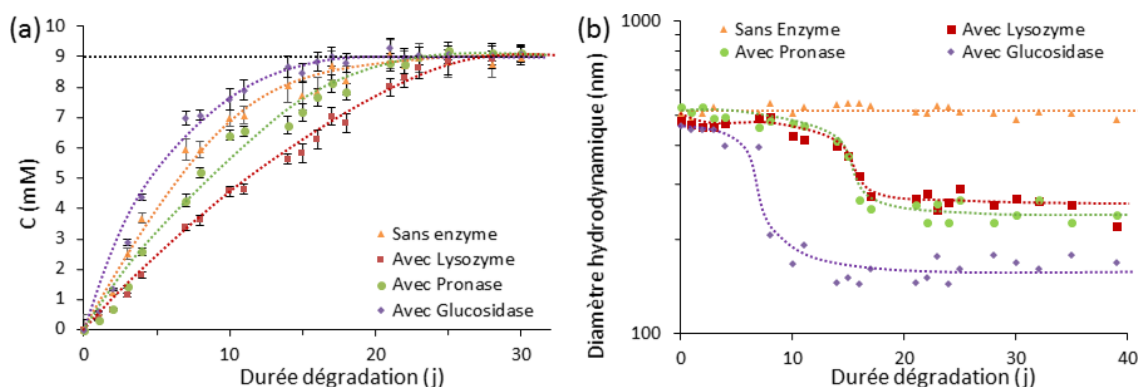 (a)
C (mM)
10
9
8
7
6
5
4
3
2
1
0
Sans enzyme
Avec Lysozyme
Avec Pronase
Avec Glucosidase
0 10 20 30
Durée dégradation (j)
(b)
Diamètre hydrodynamique (nm)
1000
100
Sans Enzyme Avec Lysozyme
Avec Pronase Avec Glucosidase
0 10 20 30 40
Durée dégradation (j)